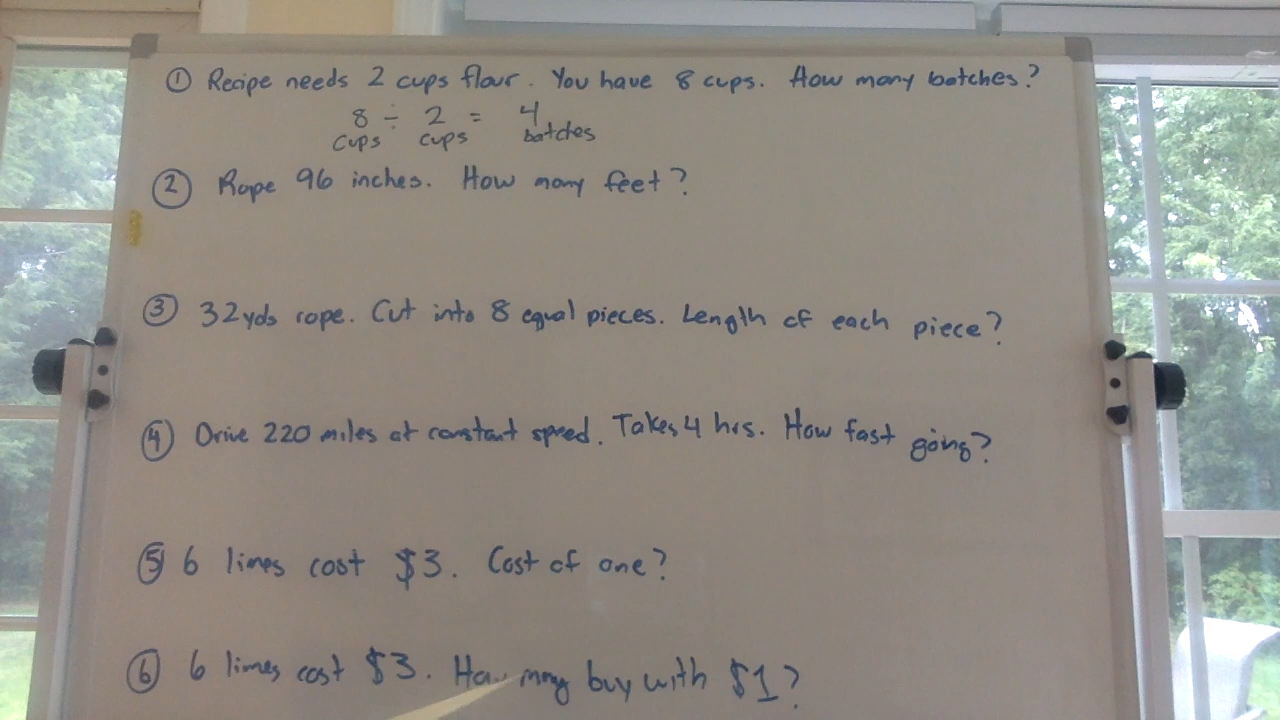 ① Recipe needs 2 cups flour. You have 8 cups. How many batches?
8 ÷ 2 = 4
cups cups batches
② Rope 96 inches. How many feet?
③ 32yds rope. Cut into 8 equal pieces. Length of each piece?
④ Drive 220 miles at constant speed. Takes 4 hrs. How fast going?
⑤ 6 limes cost $3. Cost of one?
⑥ 6 limes cost $3. How many buy with $1?